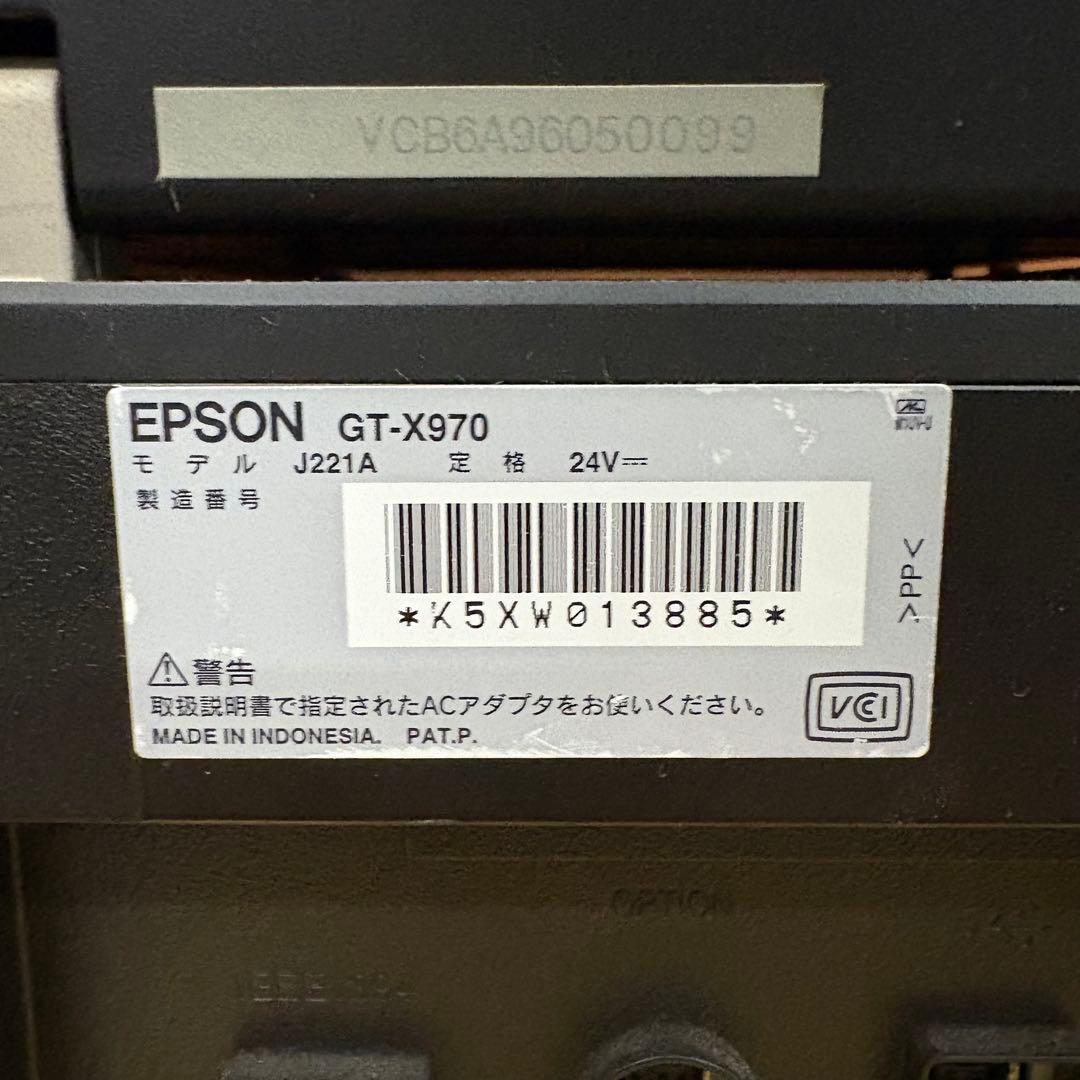 VCB6A96050099
EPSON GT-X970
モデル J221A 定格 24V⎓
製造番号
*K5XW013885*
>PP<
⚠警告
取扱説明書で指定されたACアダプタをお使いください。
MADE IN INDONESIA. PAT.P.
VCI
OPTION